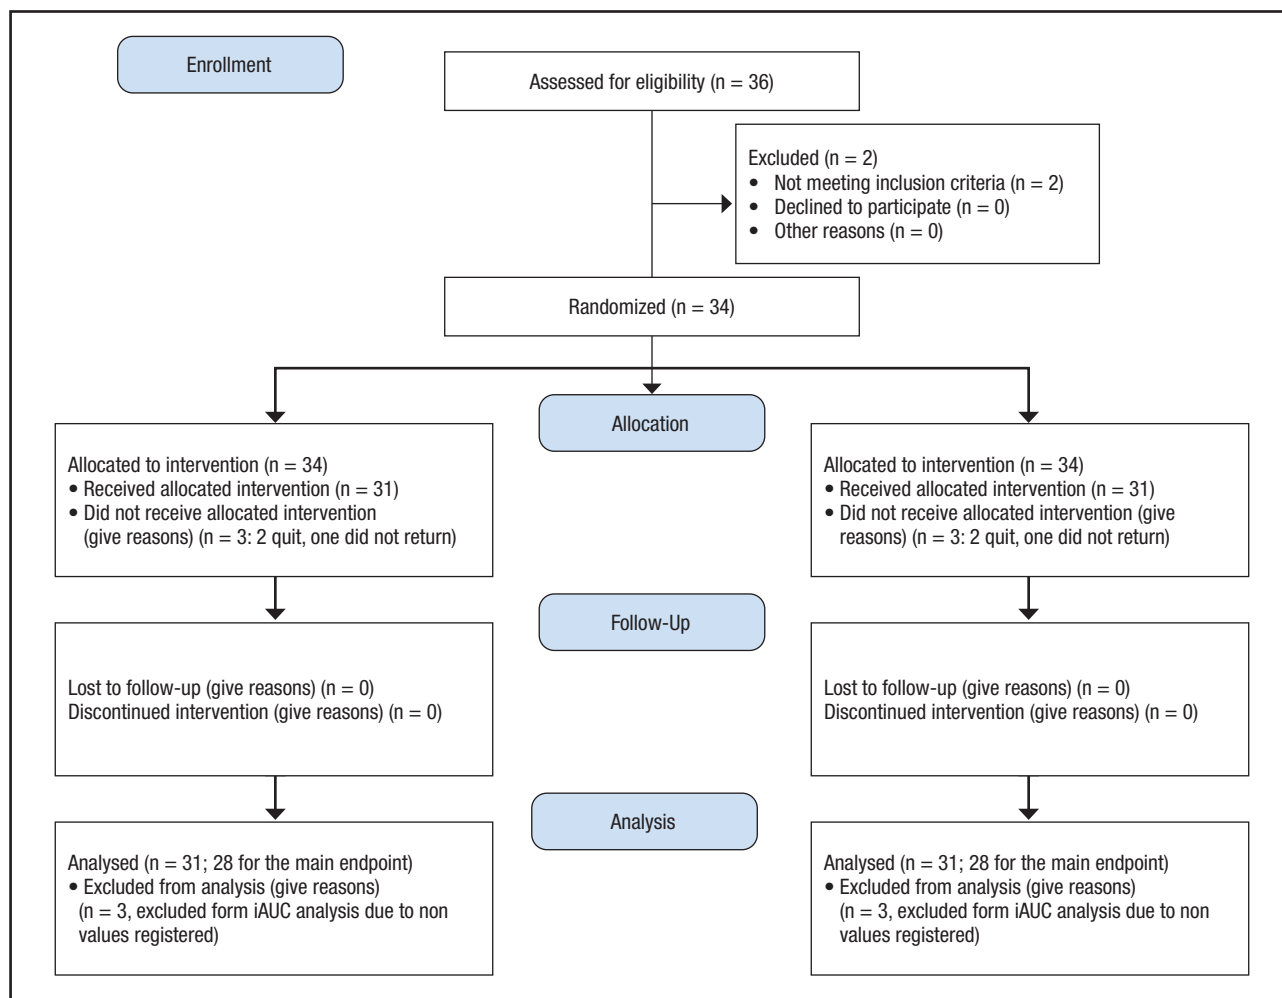 Enrollment
Assessed for eligibility (n = 36)
Excluded (n = 2)
• Not meeting inclusion criteria (n = 2)
• Declined to participate (n = 0)
• Other reasons (n = 0)
Randomized (n = 34)
Allocation
Allocated to intervention (n = 34)
• Received allocated intervention (n = 31)
• Did not receive allocated intervention
(give reasons) (n = 3: 2 quit, one did not return)
Allocated to intervention (n = 34)
• Received allocated intervention (n = 31)
• Did not receive allocated intervention (give
reasons) (n = 3: 2 quit, one did not return)
Follow-Up
Lost to follow-up (give reasons) (n = 0)
Discontinued intervention (give reasons) (n = 0)
Lost to follow-up (give reasons) (n = 0)
Discontinued intervention (give reasons) (n = 0)
Analysis
Analysed (n = 31; 28 for the main endpoint)
• Excluded from analysis (give reasons)
(n = 3, excluded form iAUC analysis due to non
values registered)
Analysed (n = 31; 28 for the main endpoint)
• Excluded from analysis (give reasons)
(n = 3, excluded form iAUC analysis due to non
values registered)